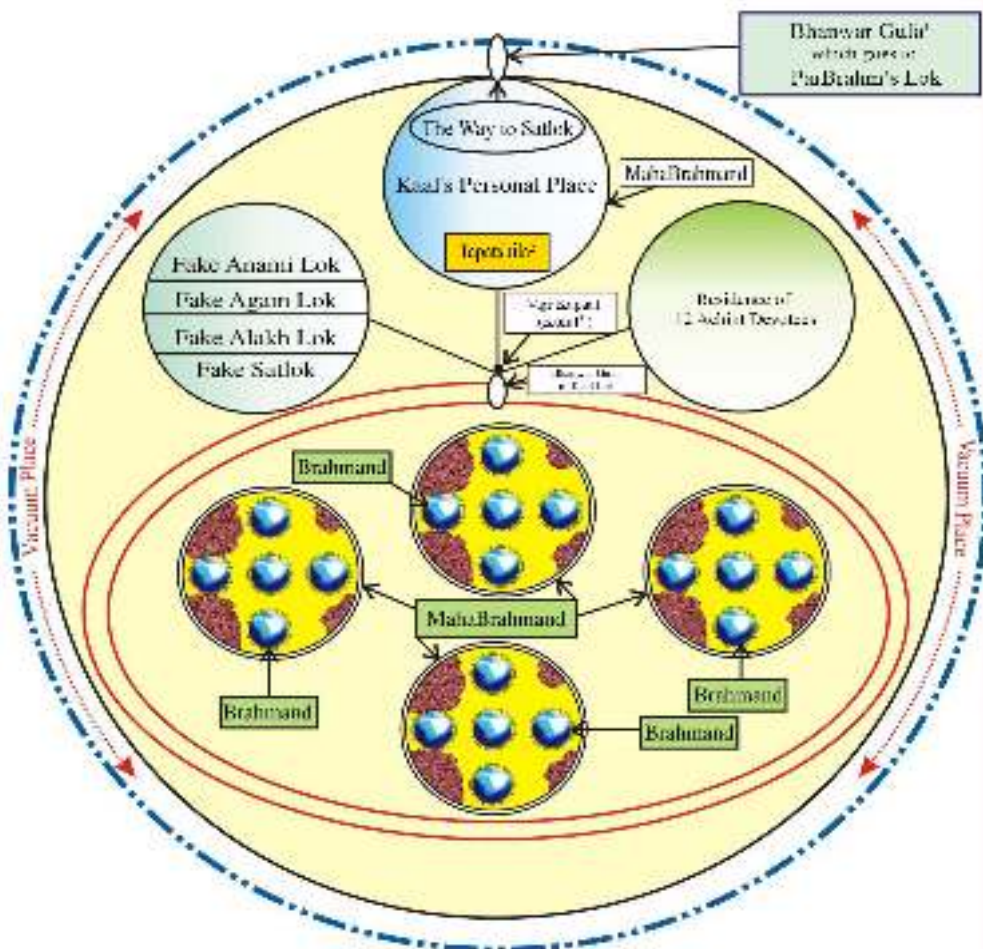 Bhanwar Gufa¹
which goes to
ParBrahm's Lok
The Way to Satlok
Kaal's Personal Place
MahaBrahmand
Fake Anami Lok
Fake Agam Lok
Fake Alakh Lok
Fake Satlok
Residence of
12 Achint Devotees
Brahmand
Vacuum Place
Vacuum Place
MahaBrahmand
Brahmand
Brahmand
Brahmand